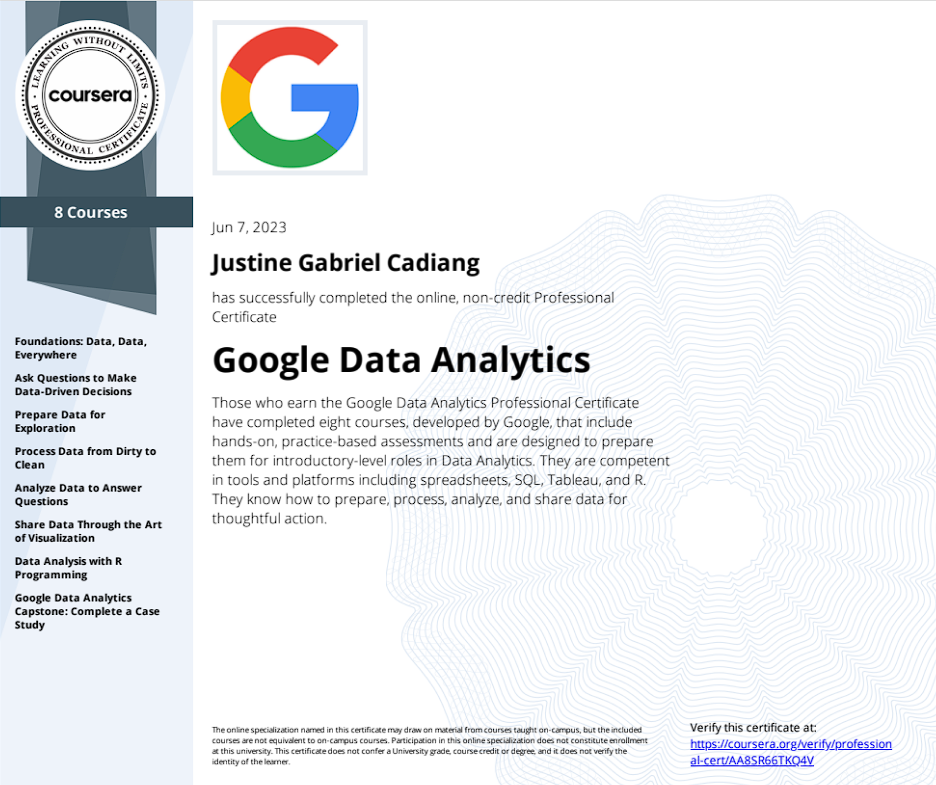 LEARNING WITHOUT LIMITS
coursera
PROFESSIONAL CERTIFICATE
8 Courses
Foundations: Data, Data,
Everywhere
Ask Questions to Make
Data-Driven Decisions
Prepare Data for
Exploration
Process Data from Dirty to
Clean
Analyze Data to Answer
Questions
Share Data Through the Art
of Visualization
Data Analysis with R
Programming
Google Data Analytics
Capstone: Complete a Case
Study
Jun 7, 2023
Justine Gabriel Cadiang
has successfully completed the online, non-credit Professional
Certificate
Google Data Analytics
Those who earn the Google Data Analytics Professional Certificate
have completed eight courses, developed by Google, that include
hands-on, practice-based assessments and are designed to prepare
them for introductory-level roles in Data Analytics. They are competent
in tools and platforms including spreadsheets, SQL, Tableau, and R.
They know how to prepare, process, analyze, and share data for
thoughtful action.
The online specialization named in this certificate may draw on material from courses taught on-campus, but the included
courses are not equivalent to on-campus courses. Participation in this online specialization does not constitute enrollment
at this university. This certificate does not confer a University grade, course credit or degree, and it does not verify the
identity of the learner.
Verify this certificate at:
https://coursera.org/verify/profession
al-cert/AA8SR66TKQ4V